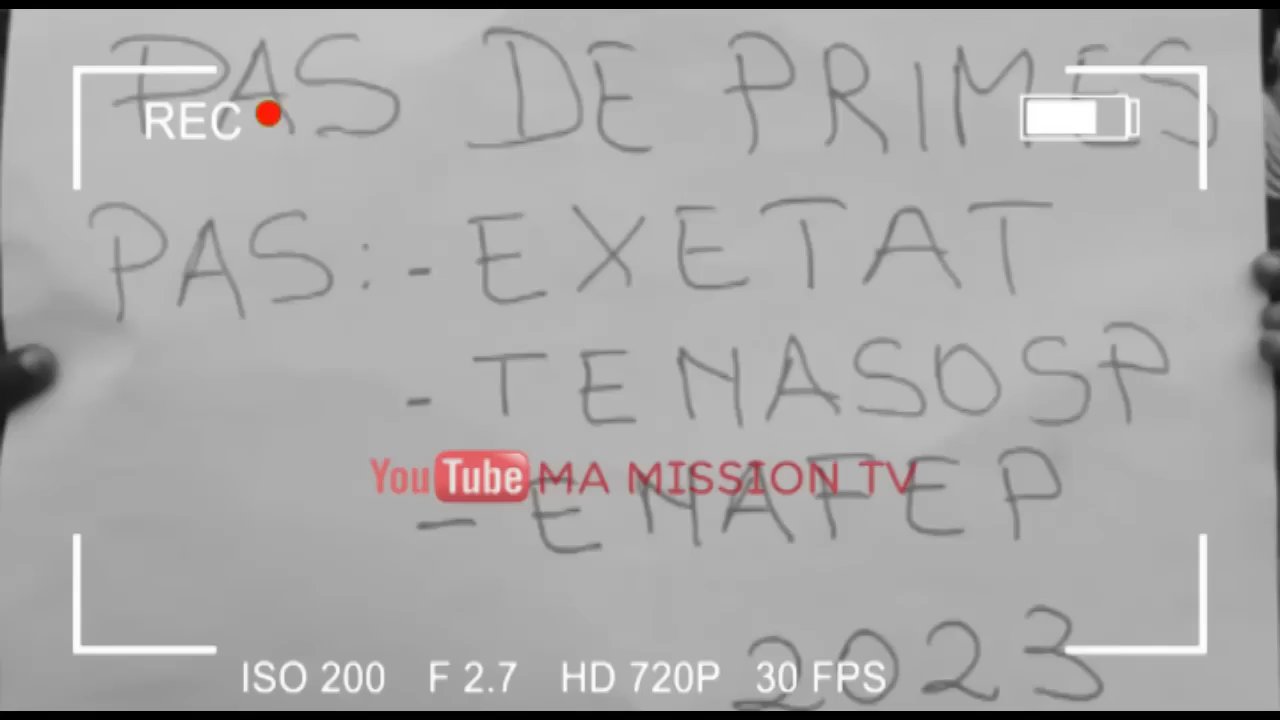 PAS DE PRIMES
REC
PAS : - EXETAT
- TENASOSP
YouTube MA MISSION TV
- ENAFEP
2023
ISO 200 F 2.7 HD 720P 30 FPS